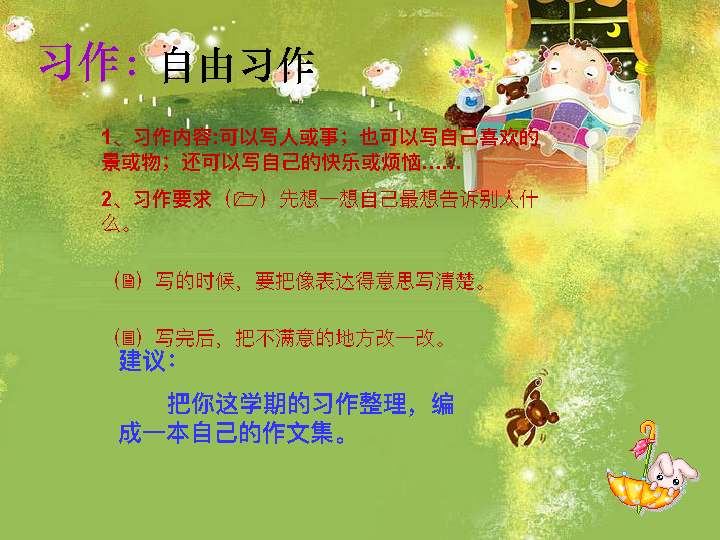 习作：自由习作
1、习作内容:可以写人或事；也可以写自己喜欢的
景或物；还可以写自己的快乐或烦恼……
2、习作要求（🗁）先想一想自己最想告诉别人什
么。
（🗎）写的时候，要把像表达得意思写清楚。
（🗏）写完后，把不满意的地方改一改。
建议：
把你这学期的习作整理，编
成一本自己的作文集。